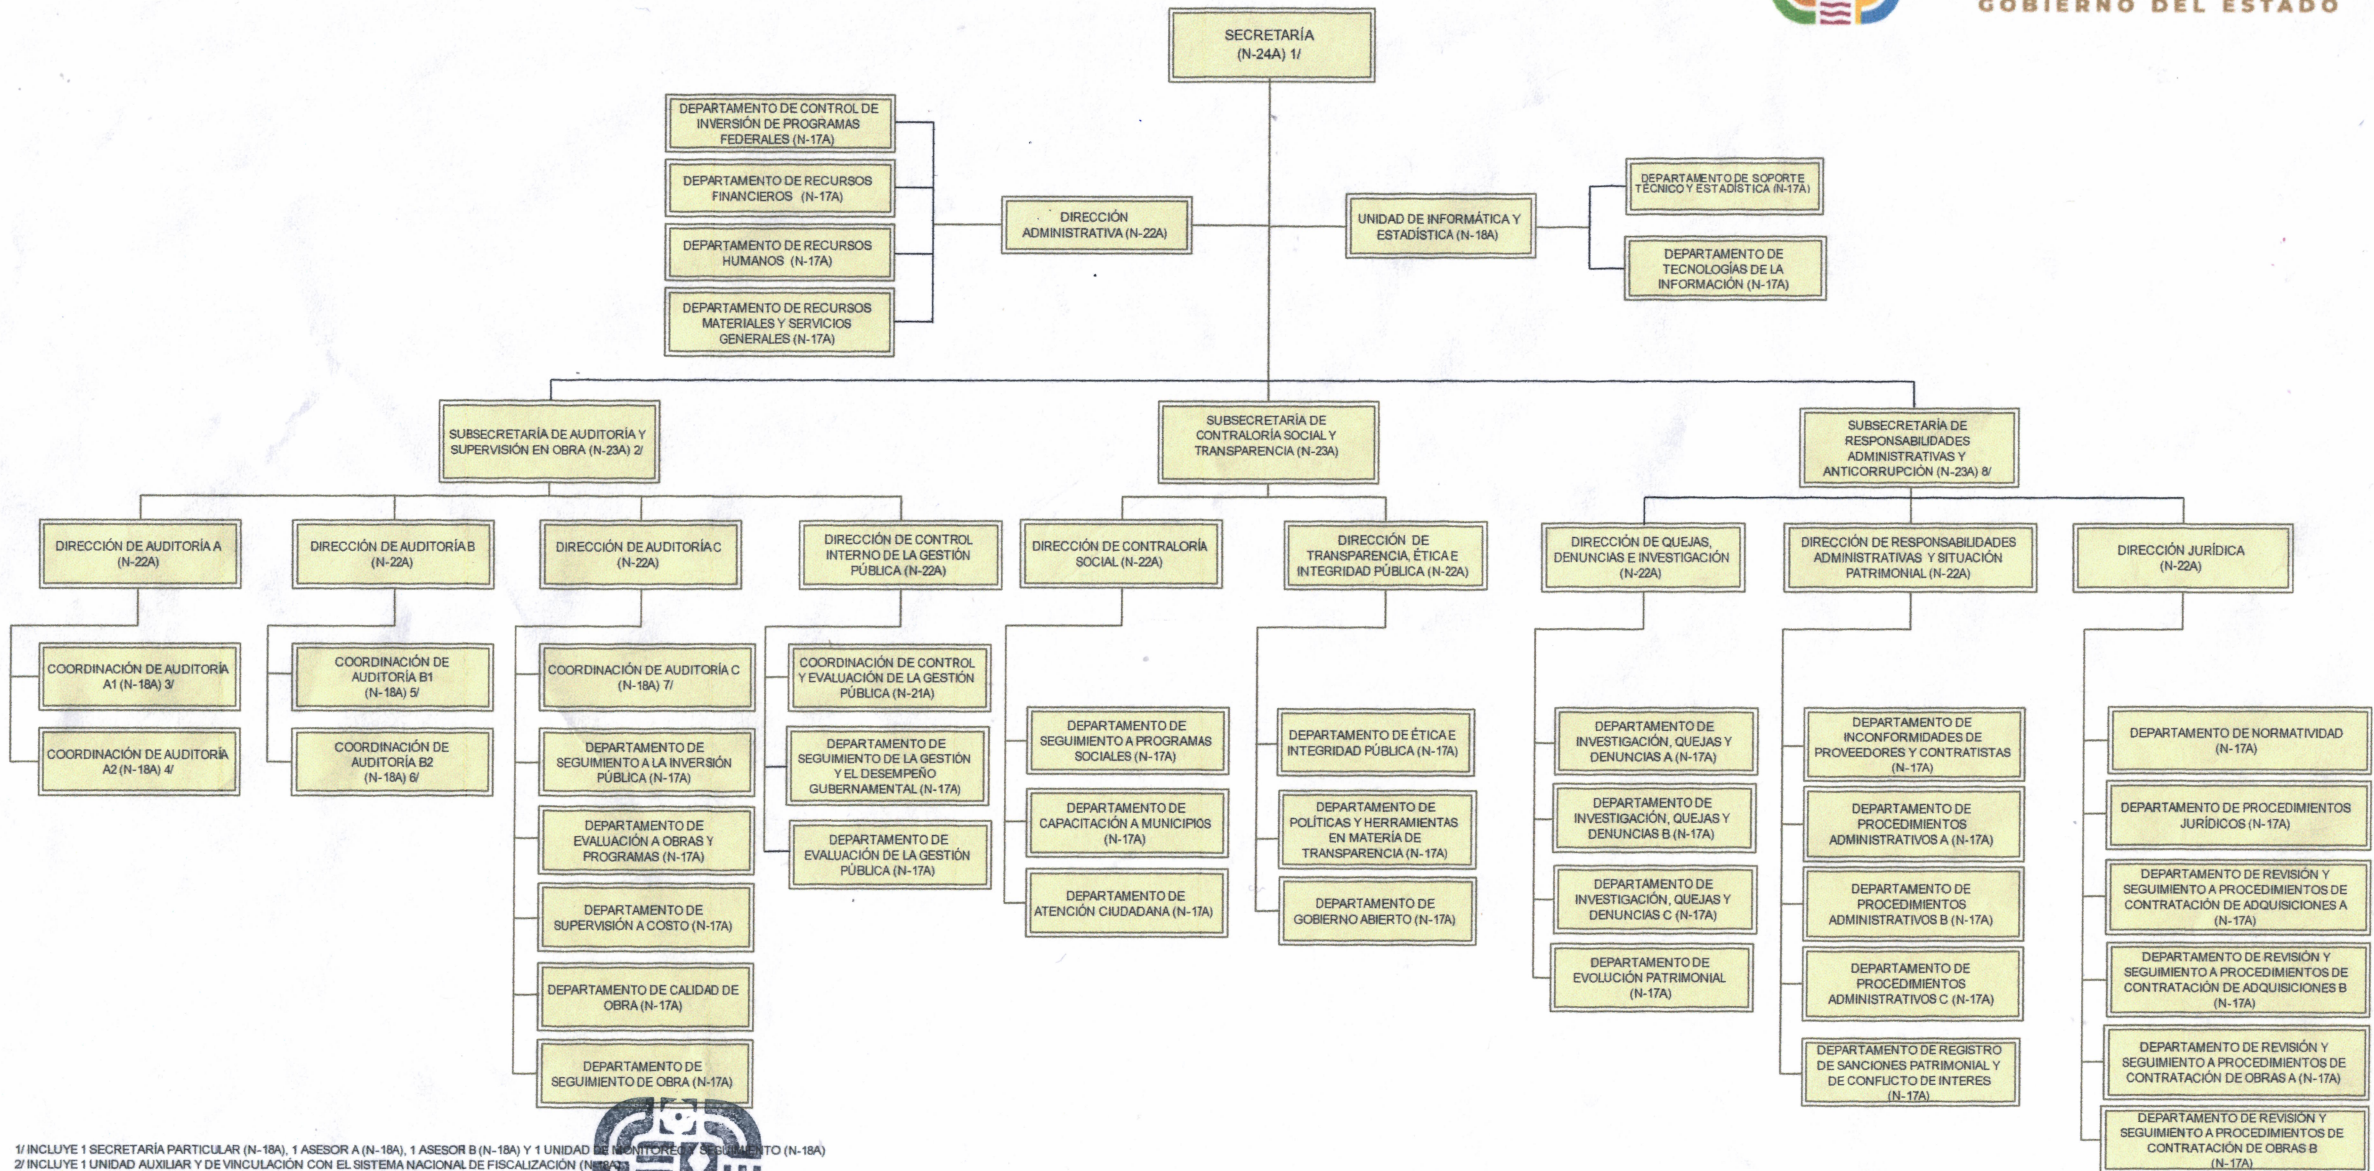 GOBIERNO DEL ESTADO
SECRETARÍA
(N-24A) 1/
DEPARTAMENTO DE CONTROL DE
INVERSIÓN DE PROGRAMAS
FEDERALES (N-17A)
DEPARTAMENTO DE RECURSOS
FINANCIEROS (N-17A)
DEPARTAMENTO DE RECURSOS
HUMANOS (N-17A)
DEPARTAMENTO DE RECURSOS
MATERIALES Y SERVICIOS
GENERALES (N-17A)
DIRECCIÓN
ADMINISTRATIVA (N-22A)
UNIDAD DE INFORMÁTICA Y
ESTADÍSTICA (N-18A)
DEPARTAMENTO DE SOPORTE
TÉCNICO Y ESTADÍSTICA (N-17A)
DEPARTAMENTO DE
TECNOLOGÍAS DE LA
INFORMACIÓN (N-17A)
SUBSECRETARÍA DE AUDITORÍA Y
SUPERVISIÓN EN OBRA (N-23A) 2/
SUBSECRETARÍA DE
CONTRALORÍA SOCIAL Y
TRANSPARENCIA (N-23A)
SUBSECRETARÍA DE
RESPONSABILIDADES
ADMINISTRATIVAS Y
ANTICORRUPCIÓN (N-23A) 8/
DIRECCIÓN DE AUDITORÍA A
(N-22A)
DIRECCIÓN DE AUDITORÍA B
(N-22A)
DIRECCIÓN DE AUDITORÍA C
(N-22A)
DIRECCIÓN DE CONTROL
INTERNO DE LA GESTIÓN
PÚBLICA (N-22A)
DIRECCIÓN DE CONTRALORÍA
SOCIAL (N-22A)
DIRECCIÓN DE
TRANSPARENCIA, ÉTICA E
INTEGRIDAD PÚBLICA (N-22A)
DIRECCIÓN DE QUEJAS,
DENUNCIAS E INVESTIGACIÓN
(N-22A)
DIRECCIÓN DE RESPONSABILIDADES
ADMINISTRATIVAS Y SITUACIÓN
PATRIMONIAL (N-22A)
DIRECCIÓN JURÍDICA
(N-22A)
COORDINACIÓN DE AUDITORÍA
A1 (N-18A) 3/
COORDINACIÓN DE AUDITORÍA
A2 (N-18A) 4/
COORDINACIÓN DE
AUDITORÍA B1
(N-18A) 5/
COORDINACIÓN DE
AUDITORÍA B2
(N-18A) 6/
COORDINACIÓN DE AUDITORÍA C
(N-18A) 7/
DEPARTAMENTO DE
SEGUIMIENTO A LA INVERSIÓN
PÚBLICA (N-17A)
DEPARTAMENTO DE
EVALUACIÓN A OBRAS Y
PROGRAMAS (N-17A)
DEPARTAMENTO DE
SUPERVISIÓN A COSTO (N-17A)
DEPARTAMENTO DE CALIDAD DE
OBRA (N-17A)
DEPARTAMENTO DE
SEGUIMIENTO DE OBRA (N-17A)
COORDINACIÓN DE CONTROL
Y EVALUACIÓN DE LA GESTIÓN
PÚBLICA (N-21A)
DEPARTAMENTO DE
SEGUIMIENTO DE LA GESTIÓN
Y EL DESEMPEÑO
GUBERNAMENTAL (N-17A)
DEPARTAMENTO DE
EVALUACIÓN DE LA GESTIÓN
PÚBLICA (N-17A)
DEPARTAMENTO DE
SEGUIMIENTO A PROGRAMAS
SOCIALES (N-17A)
DEPARTAMENTO DE
CAPACITACIÓN A MUNICIPIOS
(N-17A)
DEPARTAMENTO DE
ATENCIÓN CIUDADANA (N-17A)
DEPARTAMENTO DE ÉTICA E
INTEGRIDAD PÚBLICA (N-17A)
DEPARTAMENTO DE
POLÍTICAS Y HERRAMIENTAS
EN MATERÍA DE
TRANSPARENCIA (N-17A)
DEPARTAMENTO DE
GOBIERNO ABIERTO (N-17A)
DEPARTAMENTO DE
INVESTIGACIÓN, QUEJAS Y
DENUNCIAS A (N-17A)
DEPARTAMENTO DE
INVESTIGACIÓN, QUEJAS Y
DENUNCIAS B (N-17A)
DEPARTAMENTO DE
INVESTIGACIÓN, QUEJAS Y
DENUNCIAS C (N-17A)
DEPARTAMENTO DE
EVOLUCIÓN PATRIMONIAL
(N-17A)
DEPARTAMENTO DE
INCONFORMIDADES DE
PROVEEDORES Y CONTRATISTAS
(N-17A)
DEPARTAMENTO DE
PROCEDIMIENTOS
ADMINISTRATIVOS A (N-17A)
DEPARTAMENTO DE
PROCEDIMIENTOS
ADMINISTRATIVOS B (N-17A)
DEPARTAMENTO DE
PROCEDIMIENTOS
ADMINISTRATIVOS C (N-17A)
DEPARTAMENTO DE REGISTRO
DE SANCIONES PATRIMONIAL Y
DE CONFLICTO DE INTERES
(N-17A)
DEPARTAMENTO DE NORMATIVIDAD
(N-17A)
DEPARTAMENTO DE PROCEDIMIENTOS
JURÍDICOS (N-17A)
DEPARTAMENTO DE REVISIÓN Y
SEGUIMIENTO A PROCEDIMIENTOS DE
CONTRATACIÓN DE ADQUISICIONES A
(N-17A)
DEPARTAMENTO DE REVISIÓN Y
SEGUIMIENTO A PROCEDIMIENTOS DE
CONTRATACIÓN DE ADQUISICIONES B
(N-17A)
DEPARTAMENTO DE REVISIÓN Y
SEGUIMIENTO A PROCEDIMIENTOS DE
CONTRATACIÓN DE OBRAS A (N-17A)
DEPARTAMENTO DE REVISIÓN Y
SEGUIMIENTO A PROCEDIMIENTOS DE
CONTRATACIÓN DE OBRAS B
(N-17A)
1/ INCLUYE 1 SECRETARÍA PARTICULAR (N-18A), 1 ASESOR A (N-18A), 1 ASESOR B (N-18A) Y 1 UNIDAD DE MONITOREO Y SEGUIMIENTO (N-18A)
2/ INCLUYE 1 UNIDAD AUXILIAR Y DE VINCULACIÓN CON EL SISTEMA NACIONAL DE FISCALIZACIÓN (N-18A)